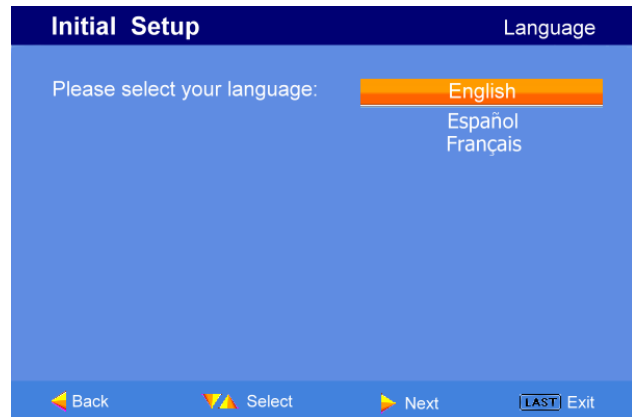 Initial Setup Language
Please select your language: English
Español
Français
Back Select Next LAST Exit